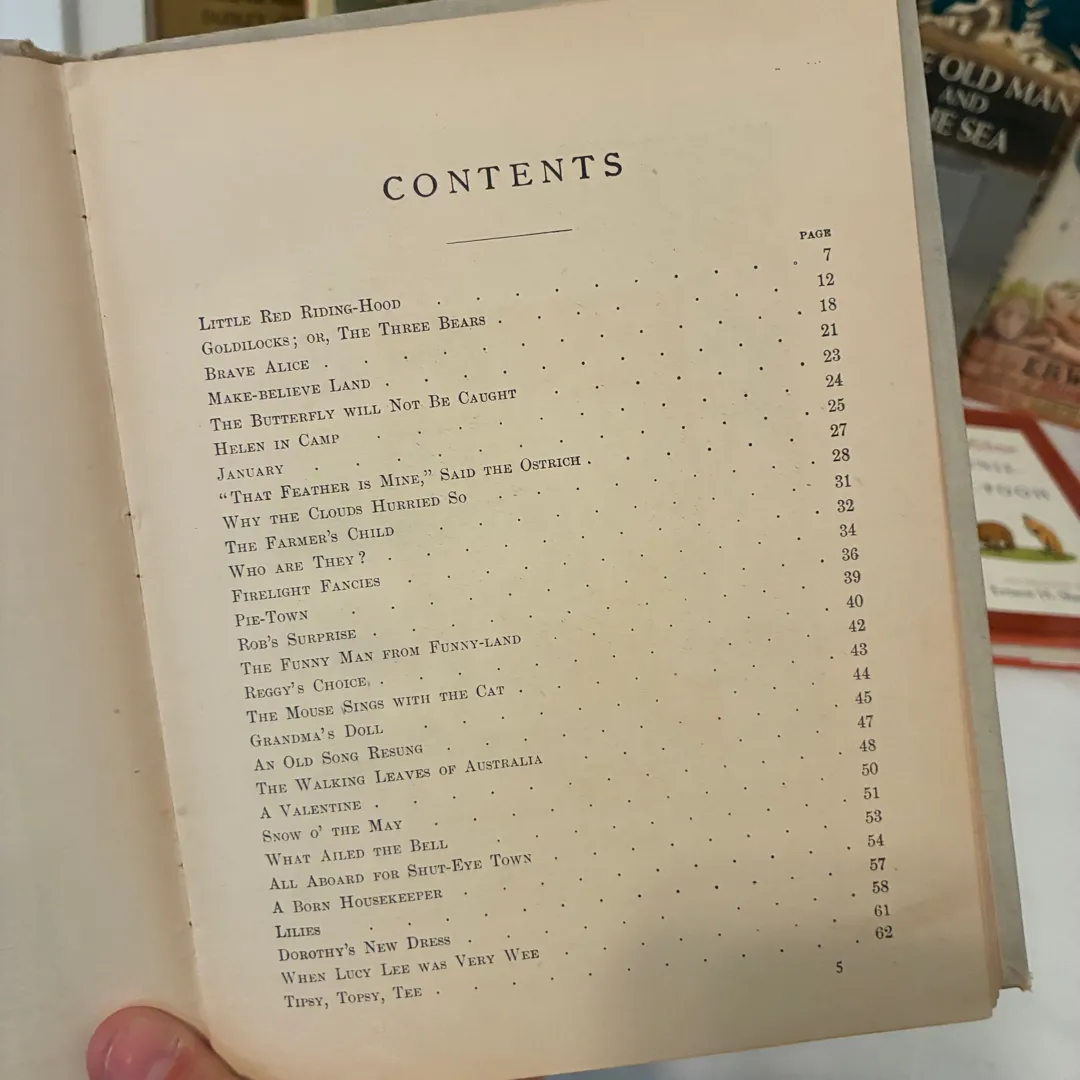 CONTENTS
PAGE
LITTLE RED RIDING-HOOD 7
GOLDILOCKS; OR, THE THREE BEARS 12
BRAVE ALICE 18
MAKE-BELIEVE LAND 21
THE BUTTERFLY WILL NOT BE CAUGHT 23
HELEN IN CAMP 24
JANUARY 25
"THAT FEATHER IS MINE," SAID THE OSTRICH 27
WHY THE CLOUDS HURRIED SO 28
THE FARMER'S CHILD 31
WHO ARE THEY? 32
FIRELIGHT FANCIES 34
PIE-TOWN 36
ROB'S SURPRISE 39
THE FUNNY MAN FROM FUNNY-LAND 40
REGGY'S CHOICE 42
THE MOUSE SINGS WITH THE CAT 43
GRANDMA'S DOLL 44
AN OLD SONG RESUNG 45
THE WALKING LEAVES OF AUSTRALIA 47
A VALENTINE 48
SNOW O' THE MAY 50
WHAT AILED THE BELL 51
ALL ABOARD FOR SHUT-EYE TOWN 53
A BORN HOUSEKEEPER 54
LILIES 57
DOROTHY'S NEW DRESS 58
WHEN LUCY LEE WAS VERY WEE 61
TIPSY, TOPSY, TEE 62
5
OLD MAN
AND
SEA